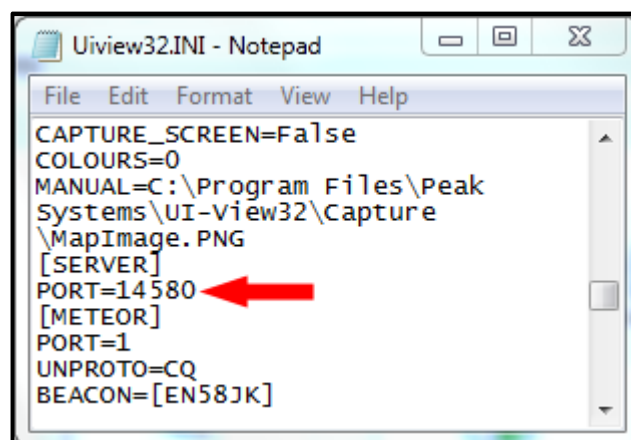 Uiview32.INI - Notepad
File Edit Format View Help
CAPTURE_SCREEN=False
COLOURS=0
MANUAL=C:\Program Files\Peak
Systems\UI-View32\Capture
\MapImage.PNG
[SERVER]
PORT=14580
[METEOR]
PORT=1
UNPROTO=CQ
BEACON=[EN58JK]